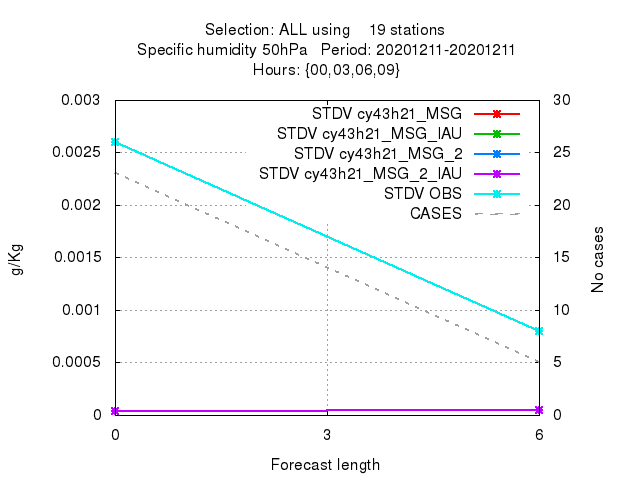 Selection: ALL using    19 stations
Specific humidity 50hPa   Period: 20201211-20201211
Hours: {00,03,06,09}
0.003
0.0025
0.002
0.0015
0.001
0.0005
0
g/Kg
STDV cy43h21_MSG
STDV cy43h21_MSG_IAU
STDV cy43h21_MSG_2
STDV cy43h21_MSG_2_IAU
STDV OBS
CASES
30
25
20
15
10
5
0
No cases
0 3 6
Forecast length